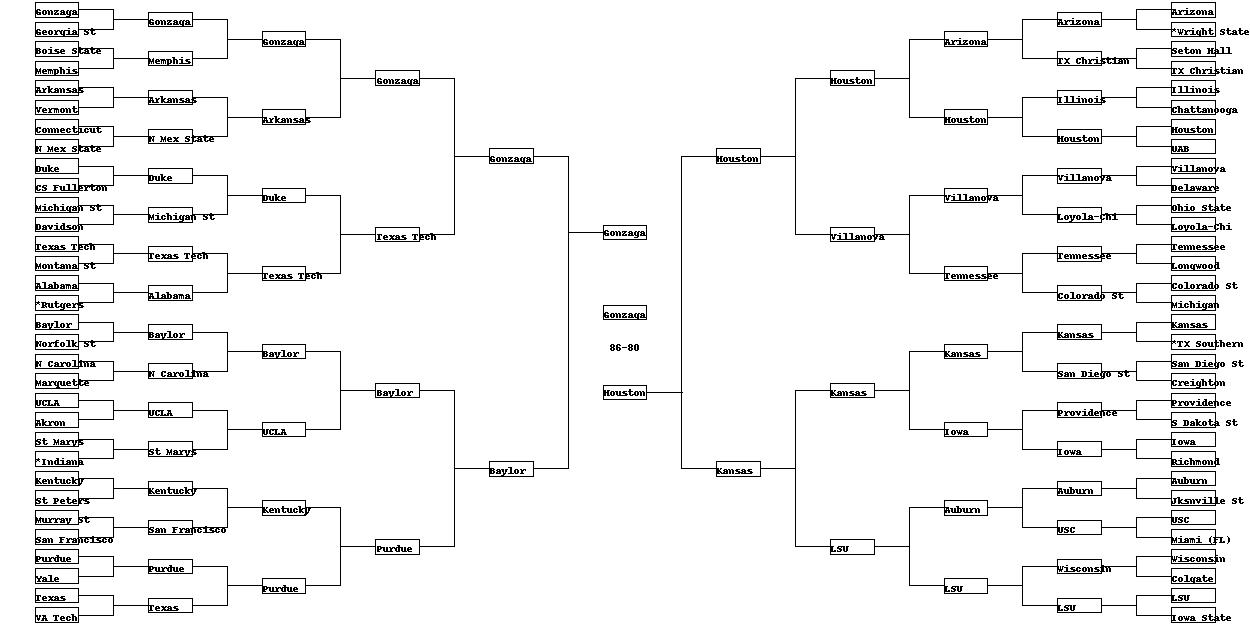 Gonzaga
Georgia St
Boise State
Memphis
Arkansas
Vermont
Connecticut
N Mex State
Duke
CS Fullerton
Michigan St
Davidson
Texas Tech
Montana St
Alabama
*Rutgers
Baylor
Norfolk St
N Carolina
Marquette
UCLA
Akron
St Marys
*Indiana
Kentucky
St Peters
Murray St
San Francisco
Purdue
Yale
Texas
VA Tech
Gonzaga
Memphis
Arkansas
N Mex State
Duke
Michigan St
Texas Tech
Alabama
Baylor
N Carolina
UCLA
St Marys
Kentucky
San Francisco
Purdue
Texas
Gonzaga
Arkansas
Duke
Texas Tech
Baylor
UCLA
Kentucky
Purdue
Gonzaga
Texas Tech
Baylor
Purdue
Gonzaga
Baylor
Gonzaga
Gonzaga
86-80
Houston
Houston
Kansas
Houston
Villanova
Kansas
LSU
Arizona
Houston
Villanova
Tennessee
Kansas
Iowa
Auburn
LSU
Arizona
TX Christian
Illinois
Houston
Villanova
Loyola-Chi
Tennessee
Colorado St
Kansas
San Diego St
Providence
Iowa
Auburn
USC
Wisconsin
LSU
Arizona
*Wright State
Seton Hall
TX Christian
Illinois
Chattanooga
Houston
UAB
Villanova
Delaware
Ohio State
Loyola-Chi
Tennessee
Longwood
Colorado St
Michigan
Kansas
*TX Southern
San Diego St
Creighton
Providence
S Dakota St
Iowa
Richmond
Auburn
Jksnville St
USC
Miami (FL)
Wisconsin
Colgate
LSU
Iowa State